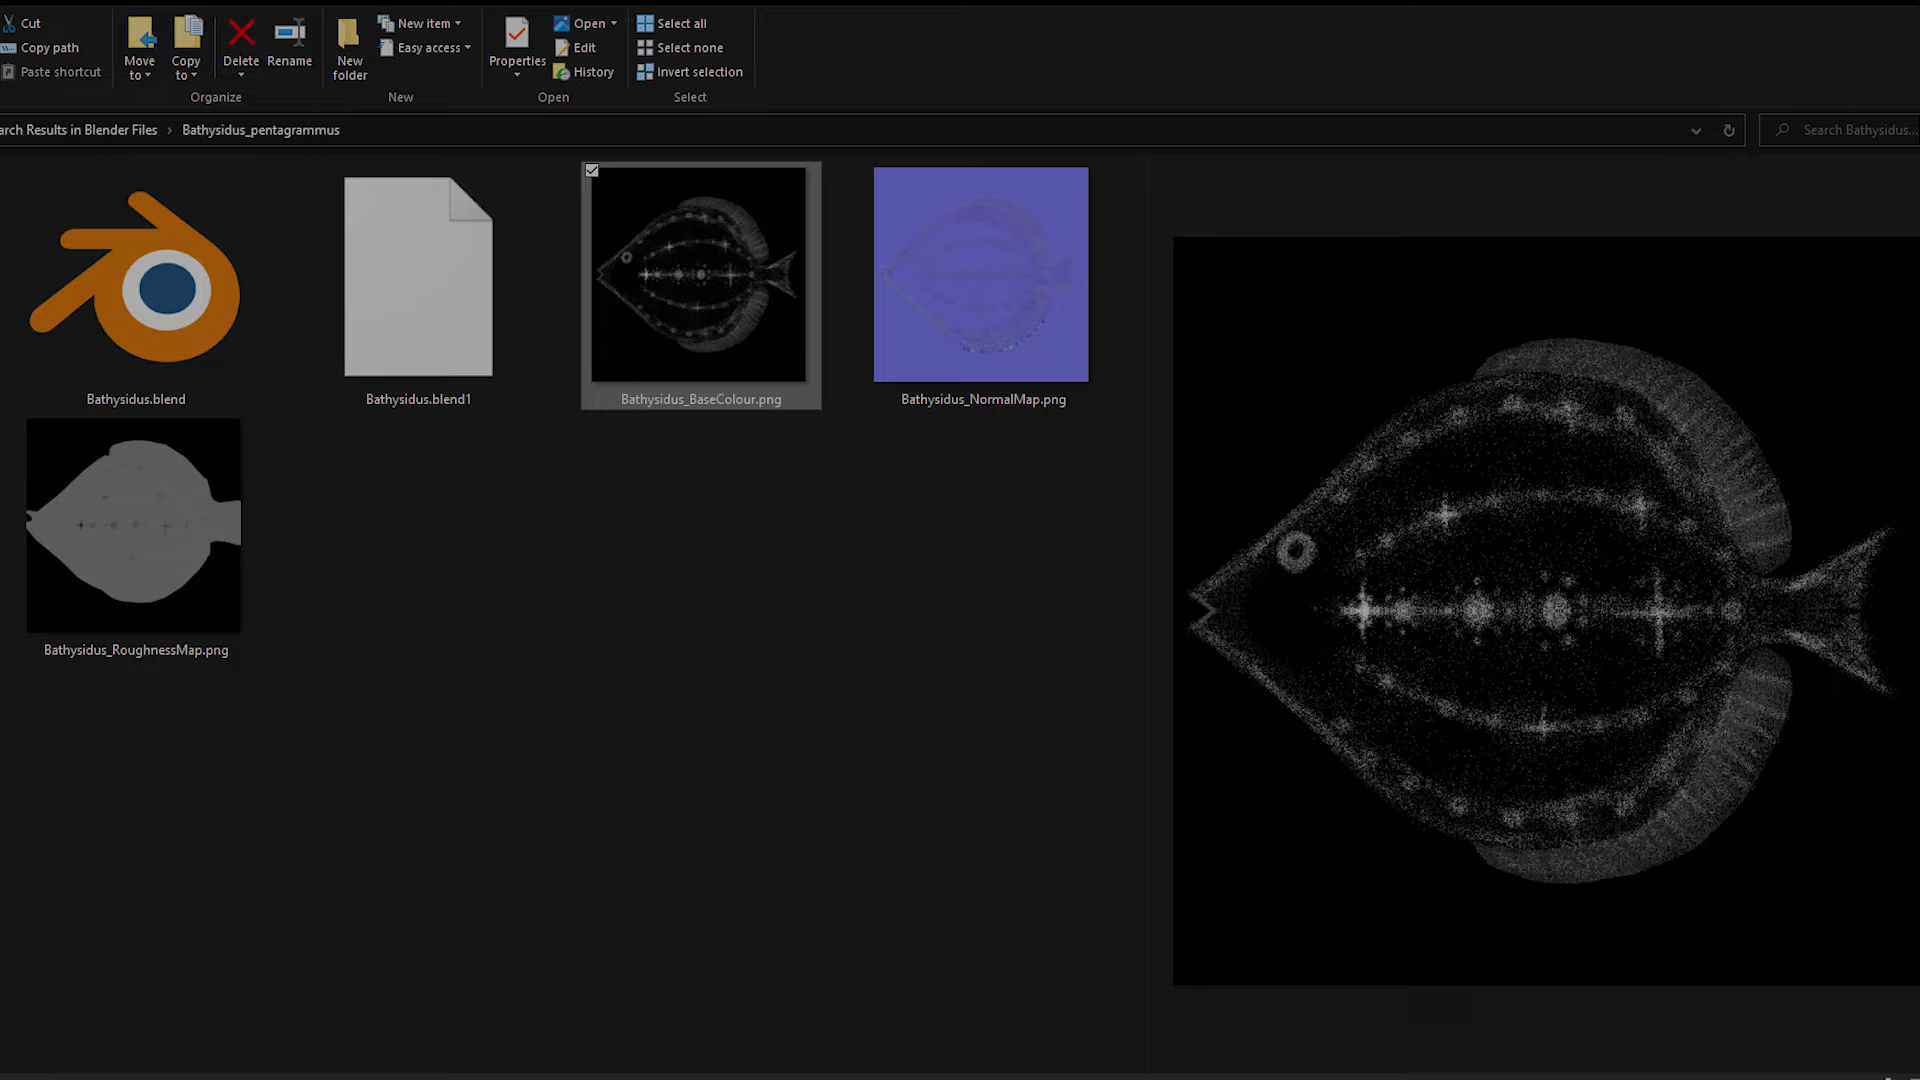 Cut
Copy path
Paste shortcut
Move to
Copy to
Delete
Rename
Organize
New folder
New item
Easy access
New
Properties
Open
Edit
History
Open
Select all
Select none
Invert selection
Select
arch Results in Blender Files › Bathysidus_pentagrammus
Search Bathysidus...
Bathysidus.blend
Bathysidus.blend1
Bathysidus_BaseColour.png
Bathysidus_NormalMap.png
Bathysidus_RoughnessMap.png